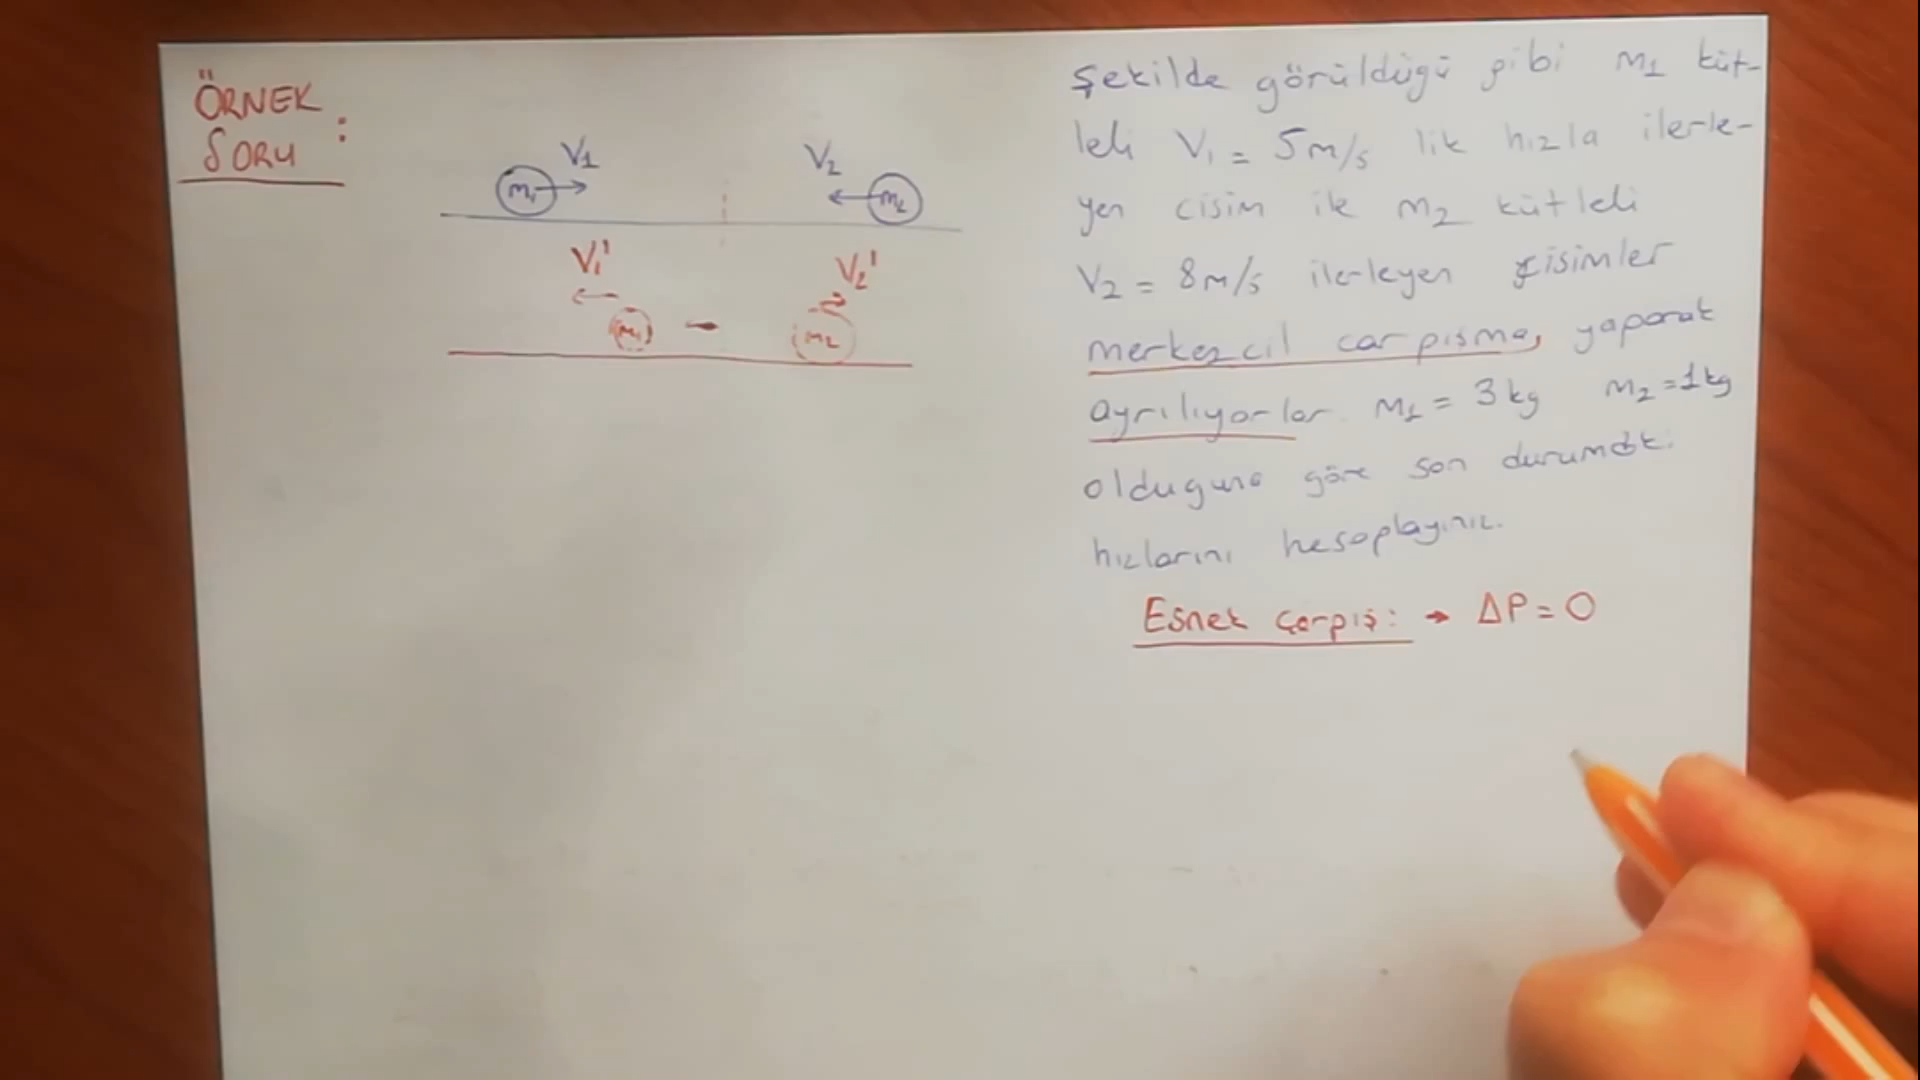 ÖRNEK
SORU :
V1 V2
m1 m2
V1' V2'
m1 m2
Şekilde görüldüğü gibi m1 küt-
leli V1 = 5m/s lik hızla ilerle-
yen cisim ile m2 kütleli
V2 = 8m/s ilerleyen cisimler
merkezcil carpışma, yaparak
ayrılıyorlar. m1 = 3kg m2 = 1kg
olduguna göre son durumdaki
hızlarını hesaplayınız.
Esnek Çarpış: → ΔP = 0